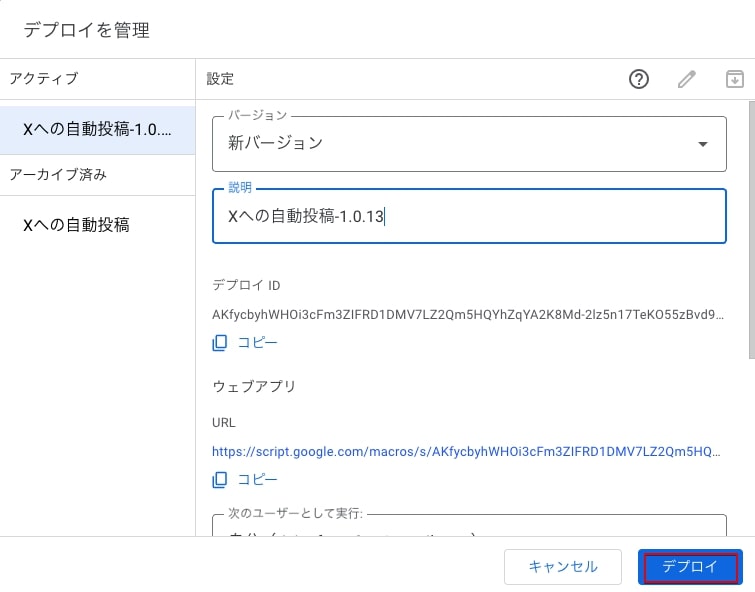 デプロイを管理
アクティブ
設定
Xへの自動投稿-1.0....
アーカイブ済み
Xへの自動投稿
バージョン
新バージョン
説明
Xへの自動投稿-1.0.13
デプロイ ID
AKfycbyhWHOi3cFm3ZIFRD1DMV7LZ2Qm5HQYhZqYA2K8Md-2Iz5n17TeKO55zBvd9...
コピー
ウェブアプリ
URL
https://script.google.com/macros/s/AKfycbyhWHOi3cFm3ZIFRD1DMV7LZ2Qm5HQ...
コピー
次のユーザーとして実行:
キャンセル
デプロイ